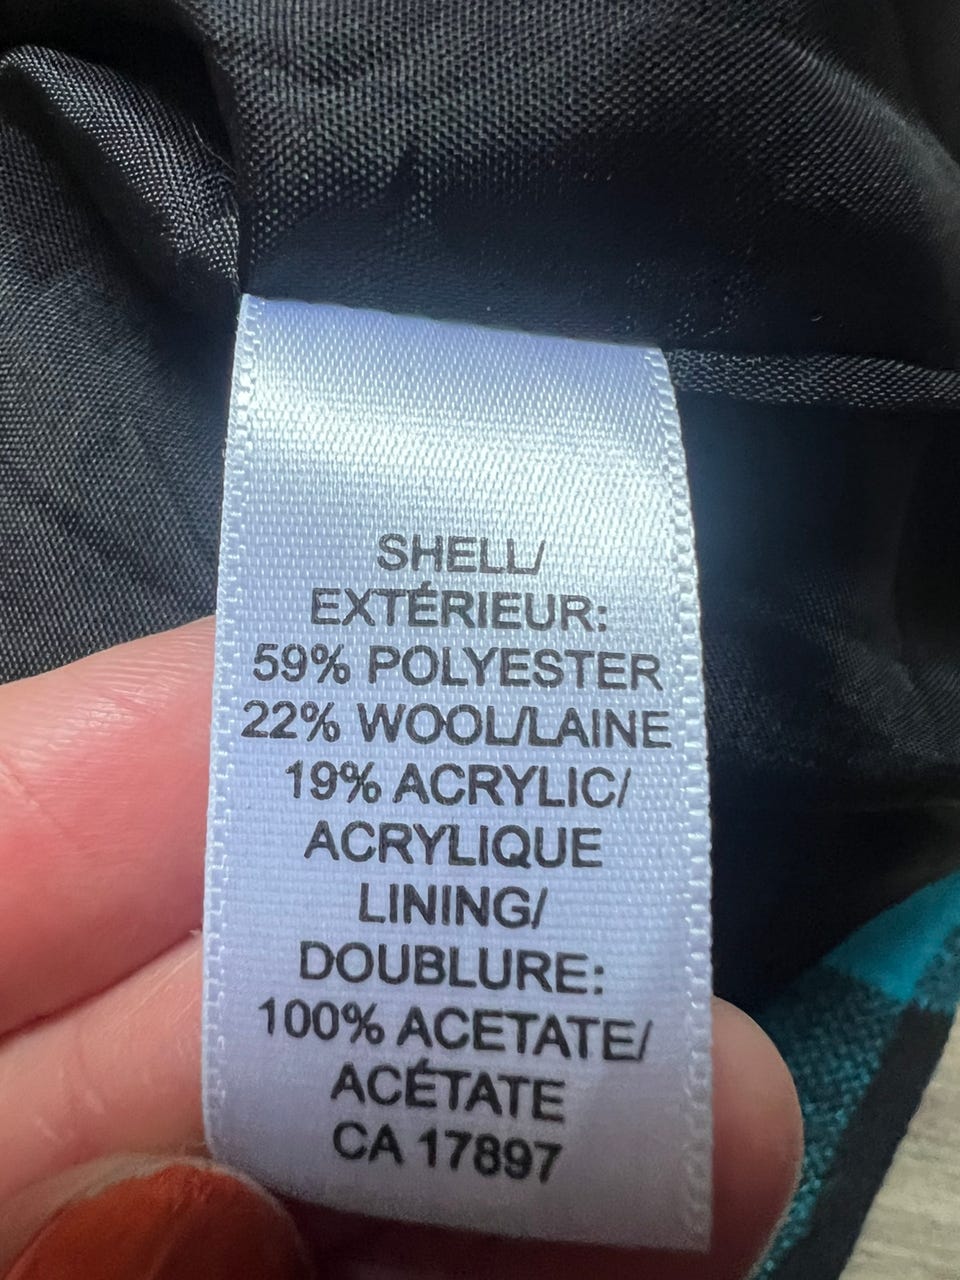 SHELL/
EXTÉRIEUR:
59% POLYESTER
22% WOOL/LAINE
19% ACRYLIC/
ACRYLIQUE
LINING/
DOUBLURE:
100% ACETATE/
ACÉTATE
CA 17897